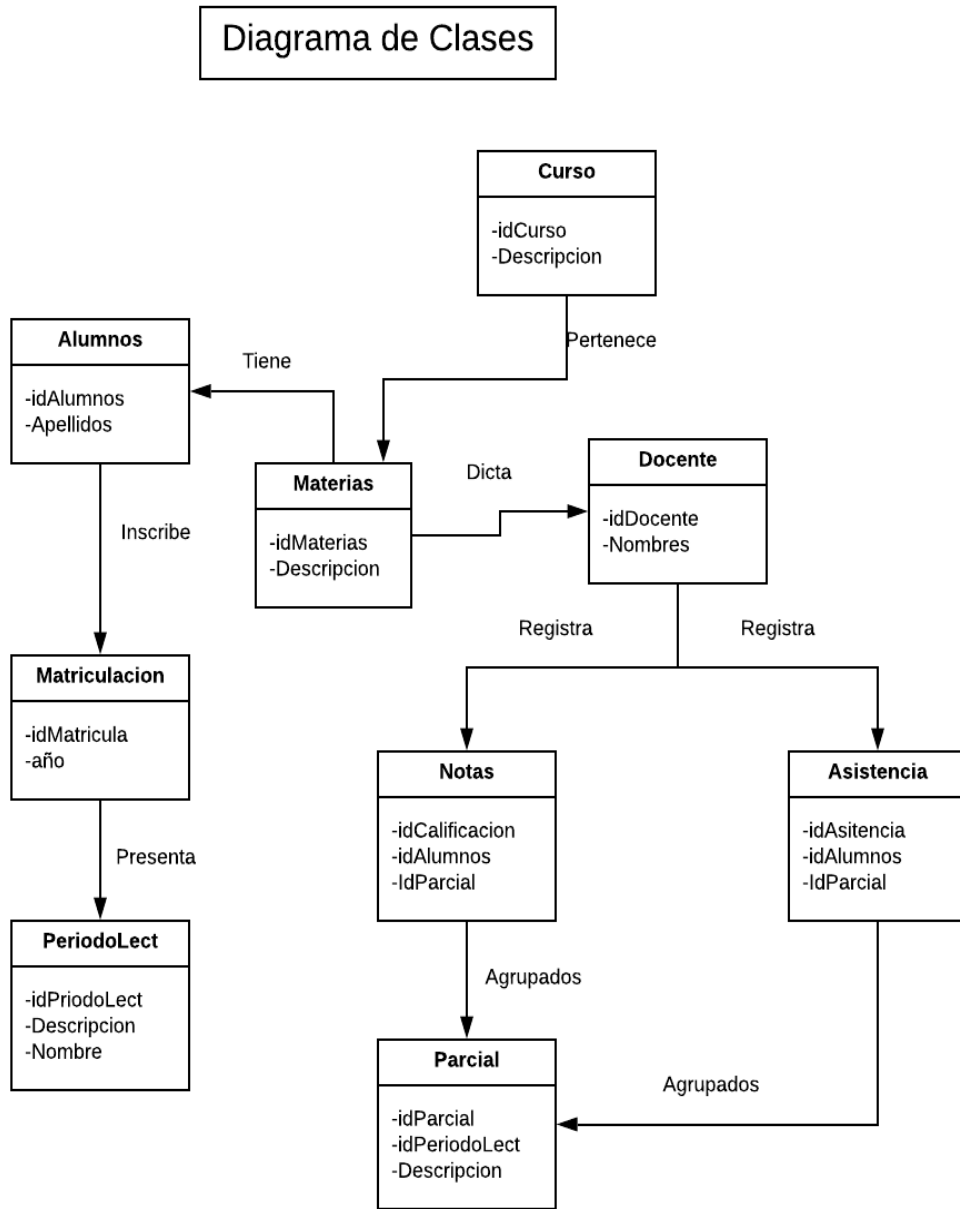 Diagrama de Clases
Curso
-idCurso
-Descripcion
Pertenece
Alumnos
-idAlumnos
-Apellidos
Tiene
Materias
-idMaterias
-Descripcion
Dicta
Docente
-idDocente
-Nombres
Inscribe
Registra
Registra
Matriculacion
-idMatricula
-año
Notas
-idCalificacion
-idAlumnos
-IdParcial
Asistencia
-idAsitencia
-idAlumnos
-IdParcial
Presenta
PeriodoLect
-idPriodoLect
-Descripcion
-Nombre
Agrupados
Parcial
-idParcial
-idPeriodoLect
-Descripcion
Agrupados